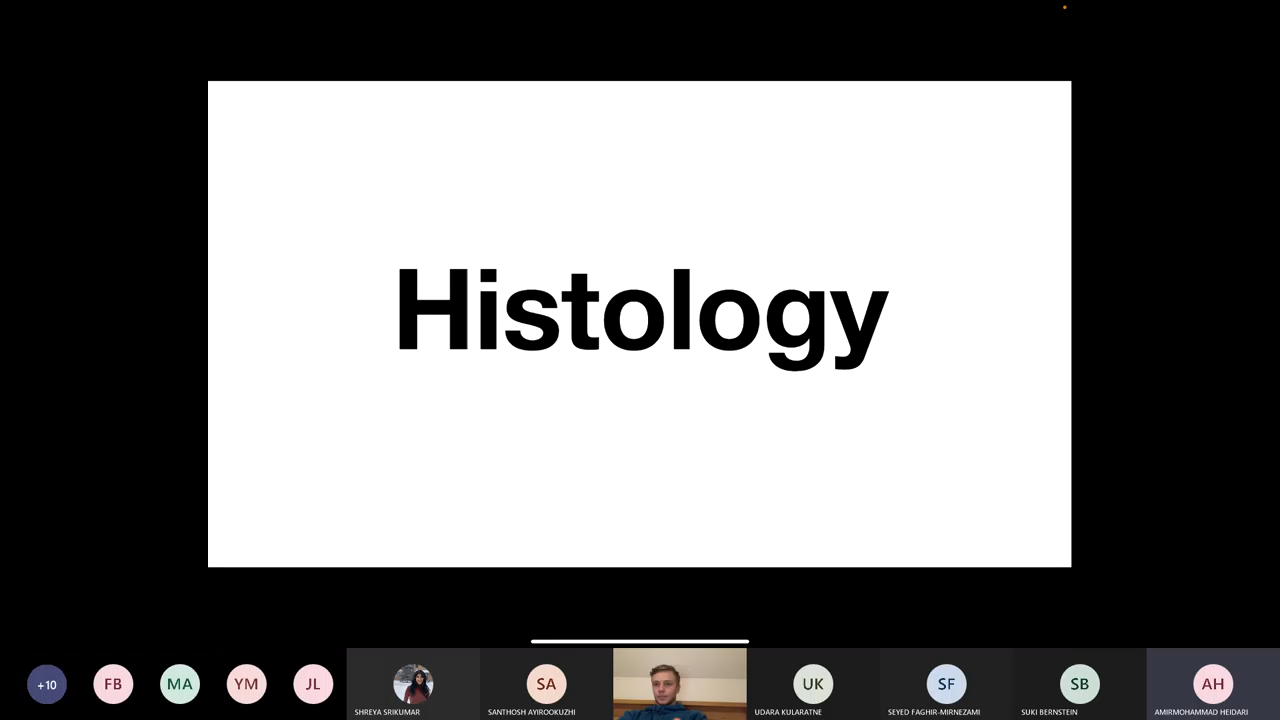 Histology
+10
FB
MA
YM
JL
SHREYA SRIKUMAR
SA
SANTHOSH AYIROOKUZHI
UK
UDARA KULARATNE
SF
SEYED FAGHIR-MIRNEZAMI
SB
SUKI BERNSTEIN
AH
AMIRMOHAMMAD HEIDARI